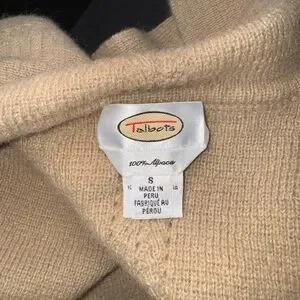 Talbots
100% Alpaca
S
MADE IN
PERU
FABRIQUÉ AU
PÉROU